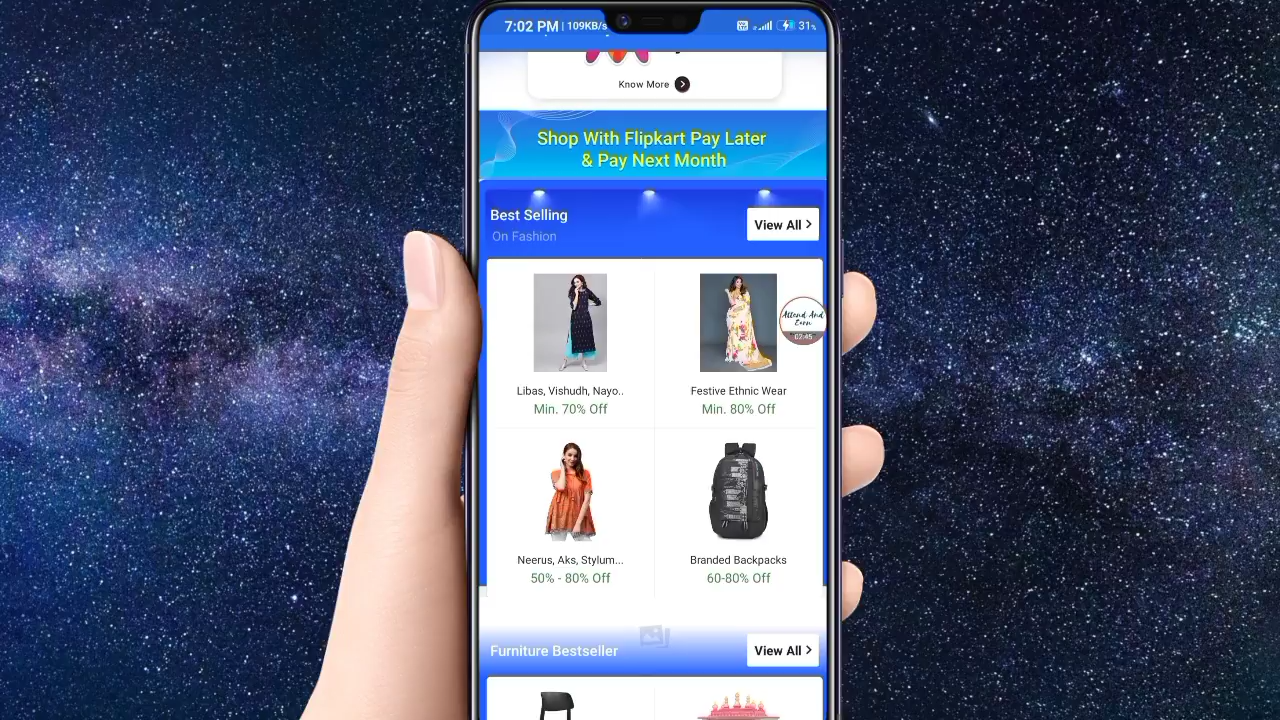 7:02 PM | 109KB/s
31%
Know More
Shop With Flipkart Pay Later
& Pay Next Month
Best Selling
On Fashion
View All
Attend And
Earn
02:45
Libas, Vishudh, Nayo..
Min. 70% Off
Festive Ethnic Wear
Min. 80% Off
Neerus, Aks, Stylum...
50% - 80% Off
Branded Backpacks
60-80% Off
Furniture Bestseller
View All